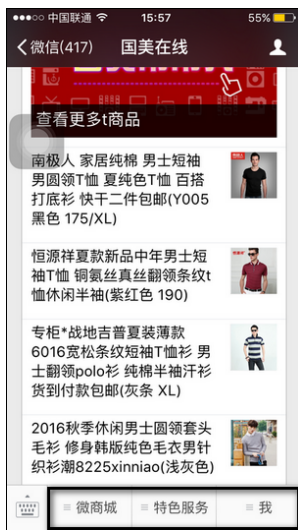 中国联通 15:57 55%
微信(417) 国美在线
查看更多t商品
南极人 家居纯棉 男士短袖
男圆领T恤 夏纯色T恤 百搭
打底衫 快干二件包邮(Y005
黑色 175/XL)
恒源祥夏款新品中年男士短
袖T恤 铜氨丝真丝翻领条纹t
恤休闲半袖(紫红色 190)
专柜*战地吉普夏装薄款
6016宽松条纹短袖T恤衫 男
士翻领polo衫 纯棉半袖汗衫
货到付款包邮(灰条 XL)
2016秋季休闲男士圆领套头
毛衫 修身韩版纯色毛衣男针
织衫潮8225xinniao(浅灰色)
微商城 特色服务 我